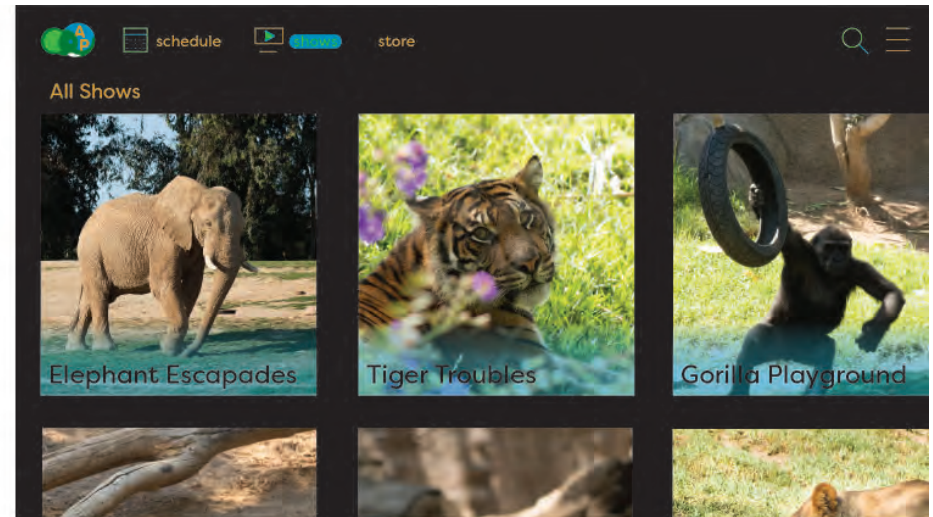 AP
schedule
shows
store
All Shows
Elephant Escapades
Tiger Troubles
Gorilla Playground